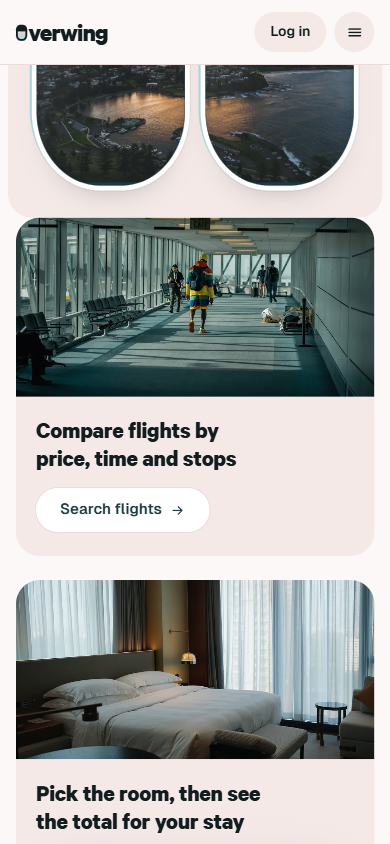 Overwing
Log in
Compare flights by
price, time and stops
Search flights →
Pick the room, then see
the total for your stay